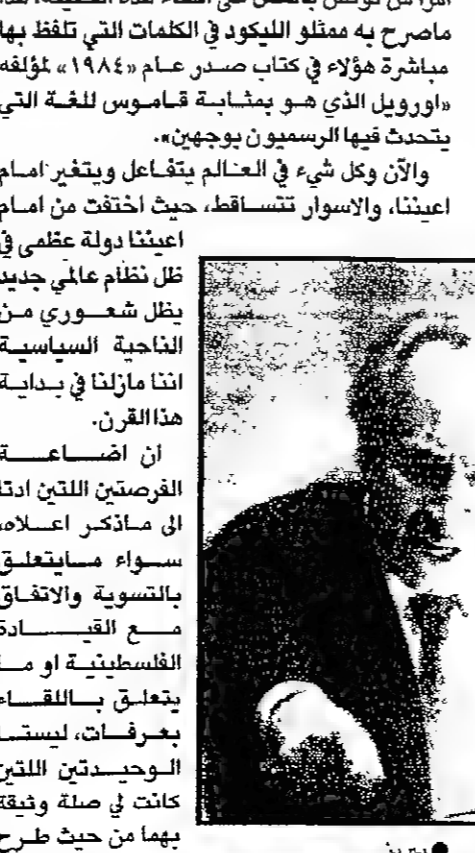 ماصرح به ممثلو الليكود في الكلمات التي تلفظ بها
مباشرة هؤلاء في كتاب صدر عام «١٩٨٤» لمؤلفه
«اورويل الذي هو بمثابة قاموس للغة التي
يتحدث فيها الرسميون بوجهين».
والآن وكل شيء في العالم يتفاعل ويتغير امام
اعيننا، والاسوار تتساقط، حيث اختفت من امام
اعيننا دولة عظمى في
ظل نظام عالمي جديد
يظل شعوري من
الناحية السياسية
اننا مازلنا في بداية
هذا القرن.
ان اضاعة
الفرصتين اللتين ادتا
الى ماذكر اعلاه،
سواء مايتعلق
بالتسوية والاتفاق
مع القيادة
الفلسطينية او ما
يتعلق باللقاء
بعرفات، ليستا
الوحيدتين اللتين
كانت لي صلة وثيقة
بهما من حيث طرح